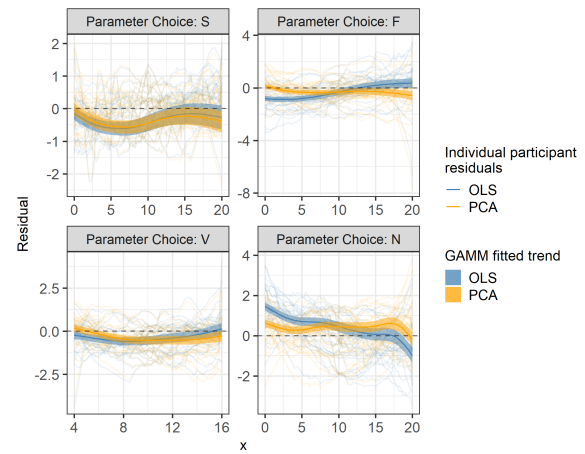 Parameter Choice: S
Parameter Choice: F
2
1
0
-1
-2
0
5
10
15
20
4
0
-4
-8
0
5
10
15
20
Residual
Parameter Choice: V
Parameter Choice: N
2.5
0.0
-2.5
4
8
12
16
4
2
0
-2
0
5
10
15
20
x
Individual participant
residuals
OLS
PCA
GAMM fitted trend
OLS
PCA